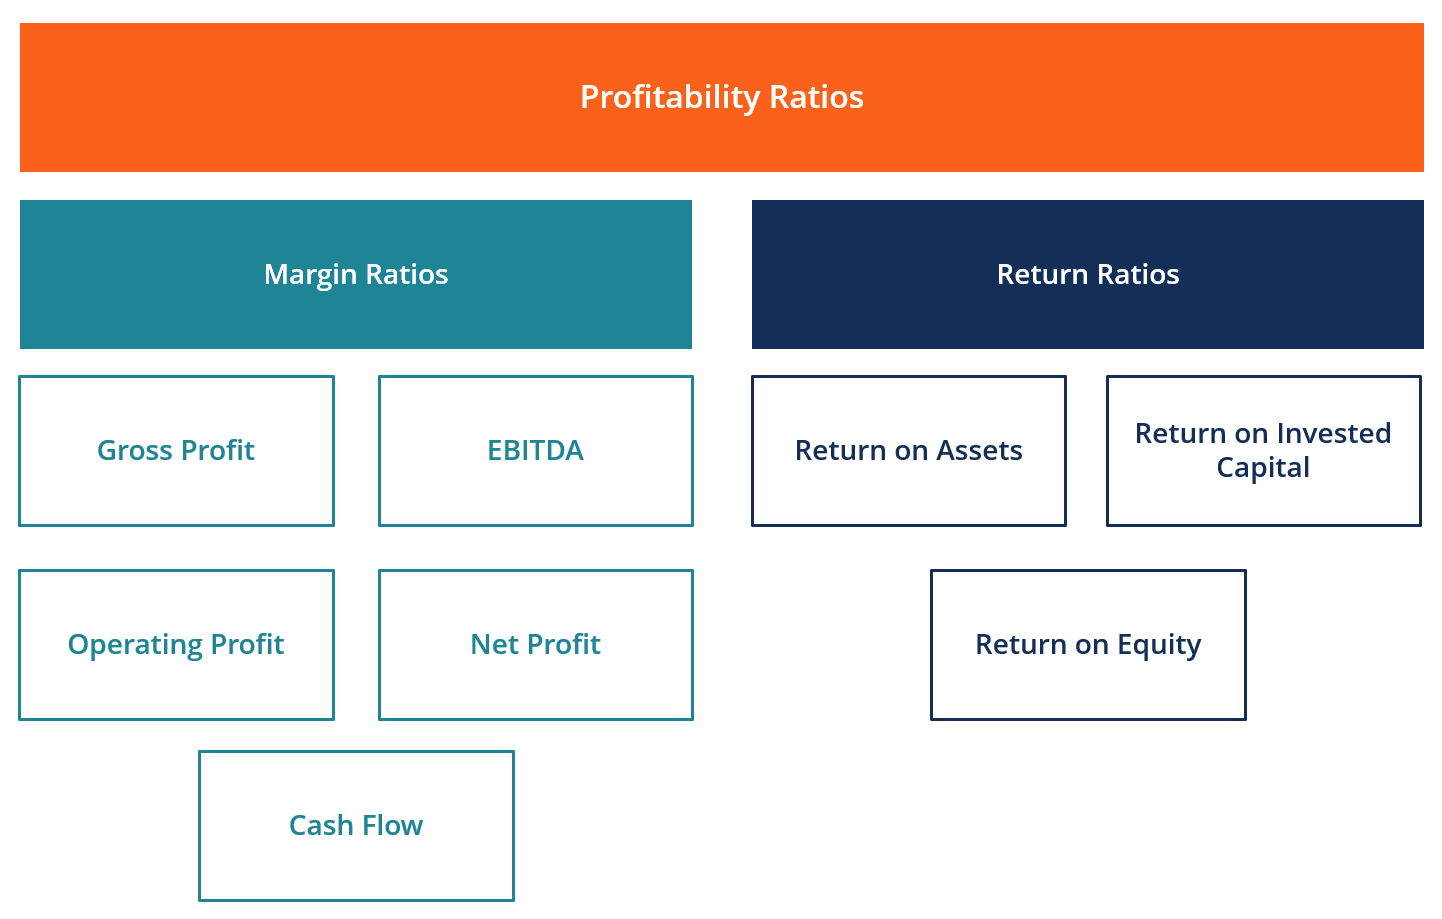 Profitability Ratios
Margin Ratios
Return Ratios
Gross Profit
EBITDA
Return on Assets
Return on Invested
Capital
Operating Profit
Net Profit
Return on Equity
Cash Flow